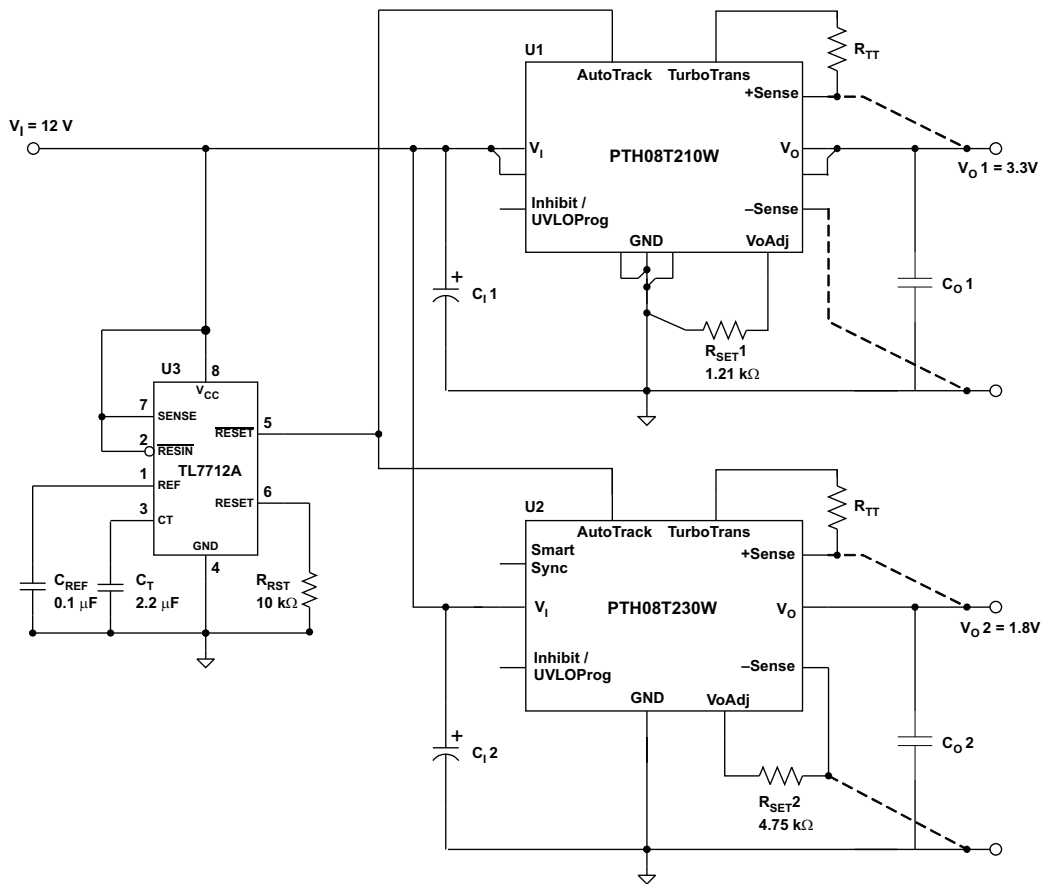 U1
AutoTrack
TurboTrans
R_TT
+Sense
V_I = 12 V
V_I
PTH08T210W
V_O
V_O 1 = 3.3V
Inhibit /
UVLOProg
–Sense
GND
VoAdj
C_I 1
C_O 1
R_SET 1
1.21 kΩ
U3
8
V_CC
7
SENSE
5
RESET
2
RESIN
TL7712A
1
REF
6
RESET
3
CT
GND
4
C_REF
0.1 μF
C_T
2.2 μF
R_RST
10 kΩ
U2
AutoTrack
TurboTrans
R_TT
Smart
Sync
+Sense
V_I
PTH08T230W
V_O
V_O 2 = 1.8V
Inhibit /
UVLOProg
–Sense
GND
VoAdj
C_I 2
C_O 2
R_SET 2
4.75 kΩ